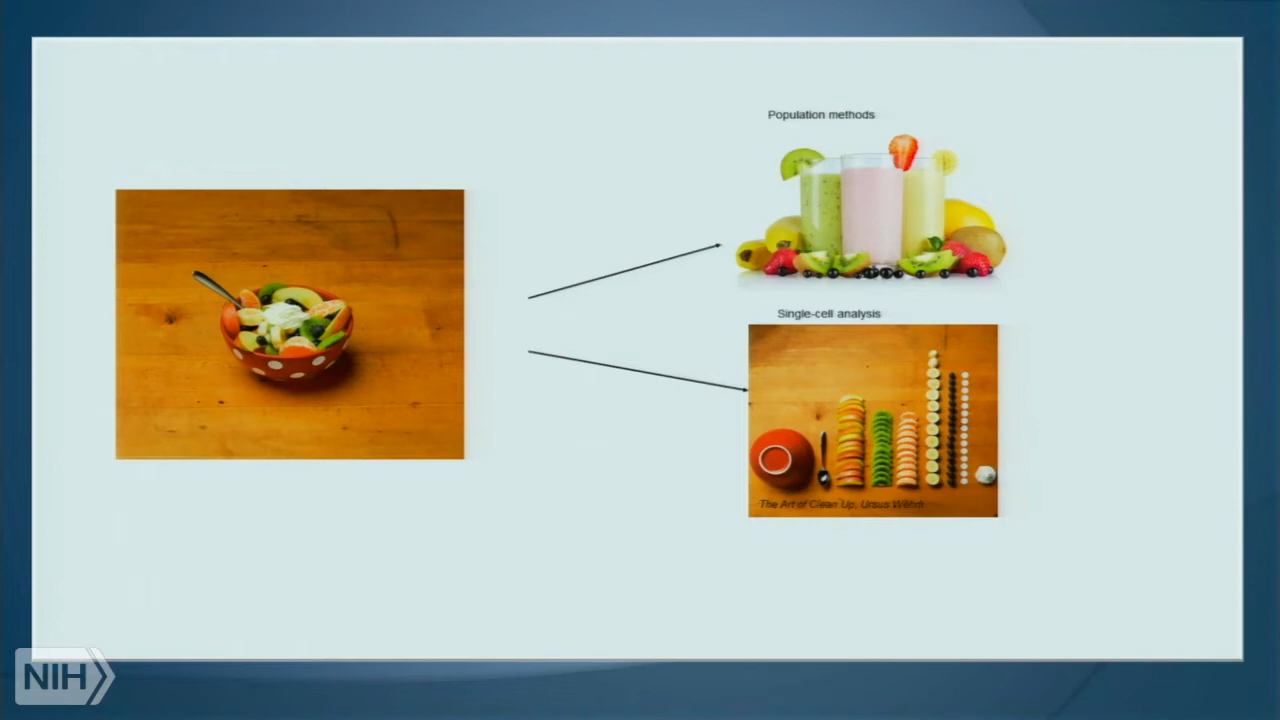 Population methods
Single-cell analysis
The Art of Clean Up, Ursus Wehrli
NIH